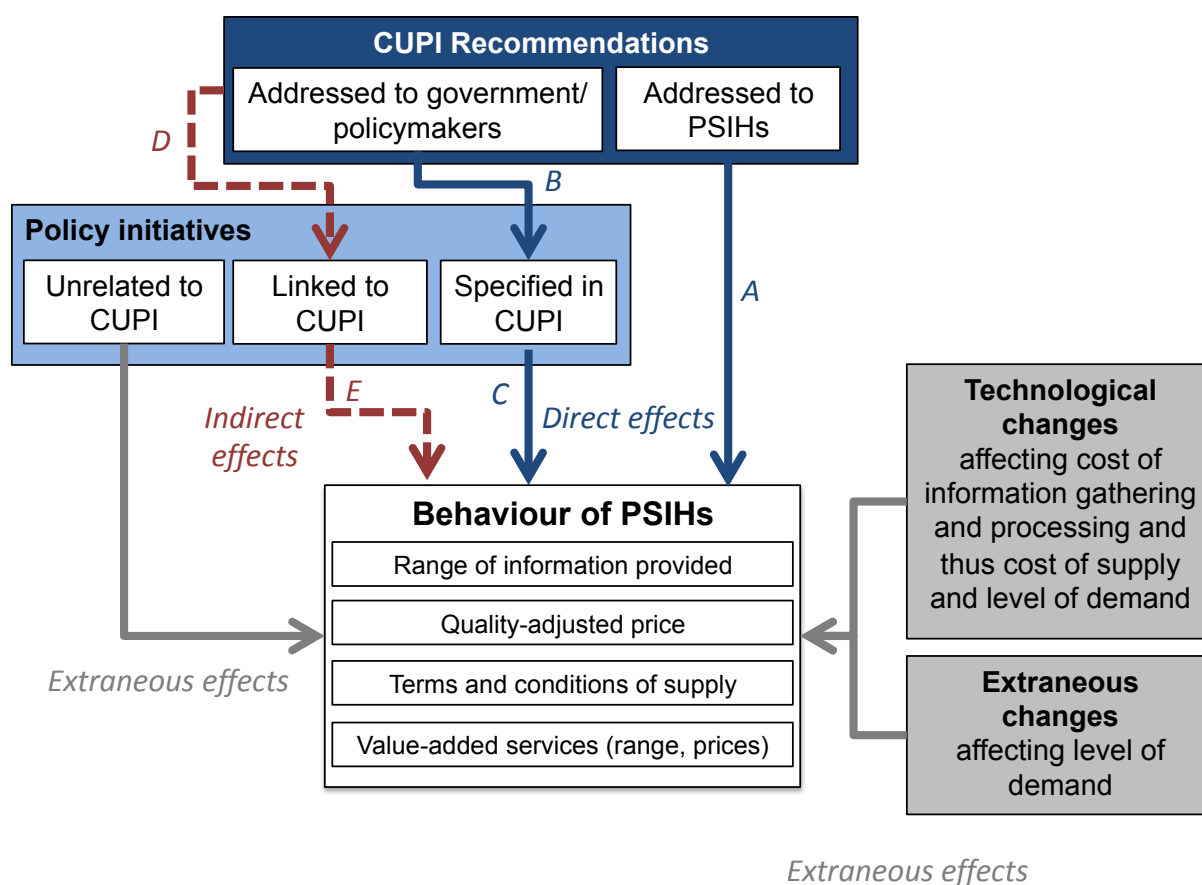 CUPI Recommendations
Addressed to government/
policymakers
Addressed to
PSIHs
D
B
A
Policy initiatives
Unrelated to
CUPI
Linked to
CUPI
Specified in
CUPI
E
C
Indirect
effects
Direct effects
Technological
changes
affecting cost of
information gathering
and processing and
thus cost of supply
and level of demand
Behaviour of PSIHs
Range of information provided
Quality-adjusted price
Terms and conditions of supply
Value-added services (range, prices)
Extraneous effects
Extraneous
changes
affecting level of
demand
Extraneous effects